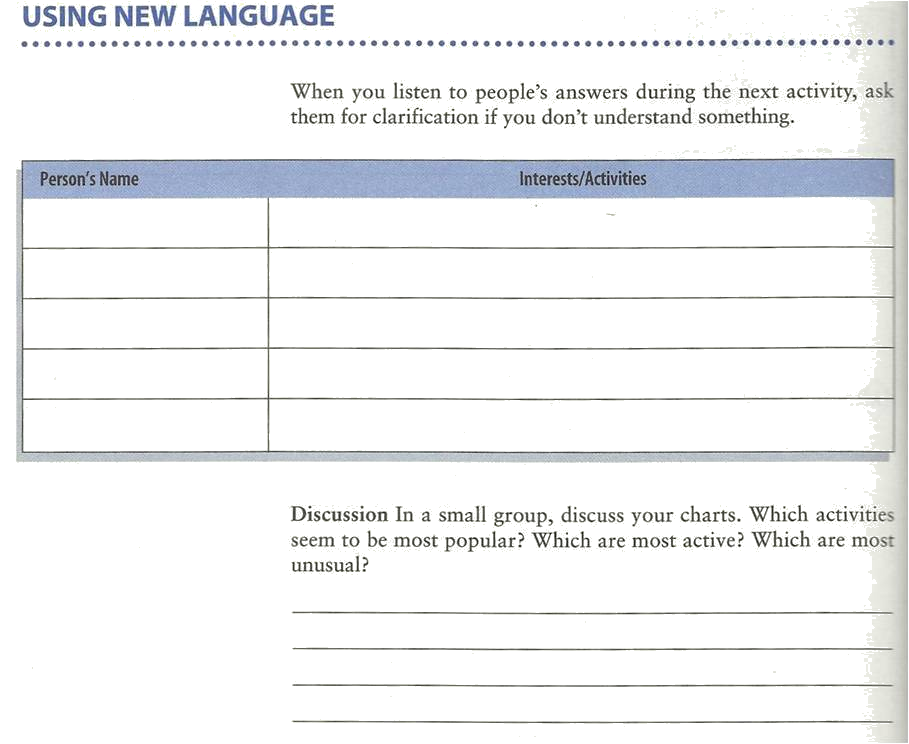 USING NEW LANGUAGE
When you listen to people's answers during the next activity, ask
them for clarification if you don't understand something.
Person's Name Interests/Activities
Discussion In a small group, discuss your charts. Which activities
seem to be most popular? Which are most active? Which are most
unusual?